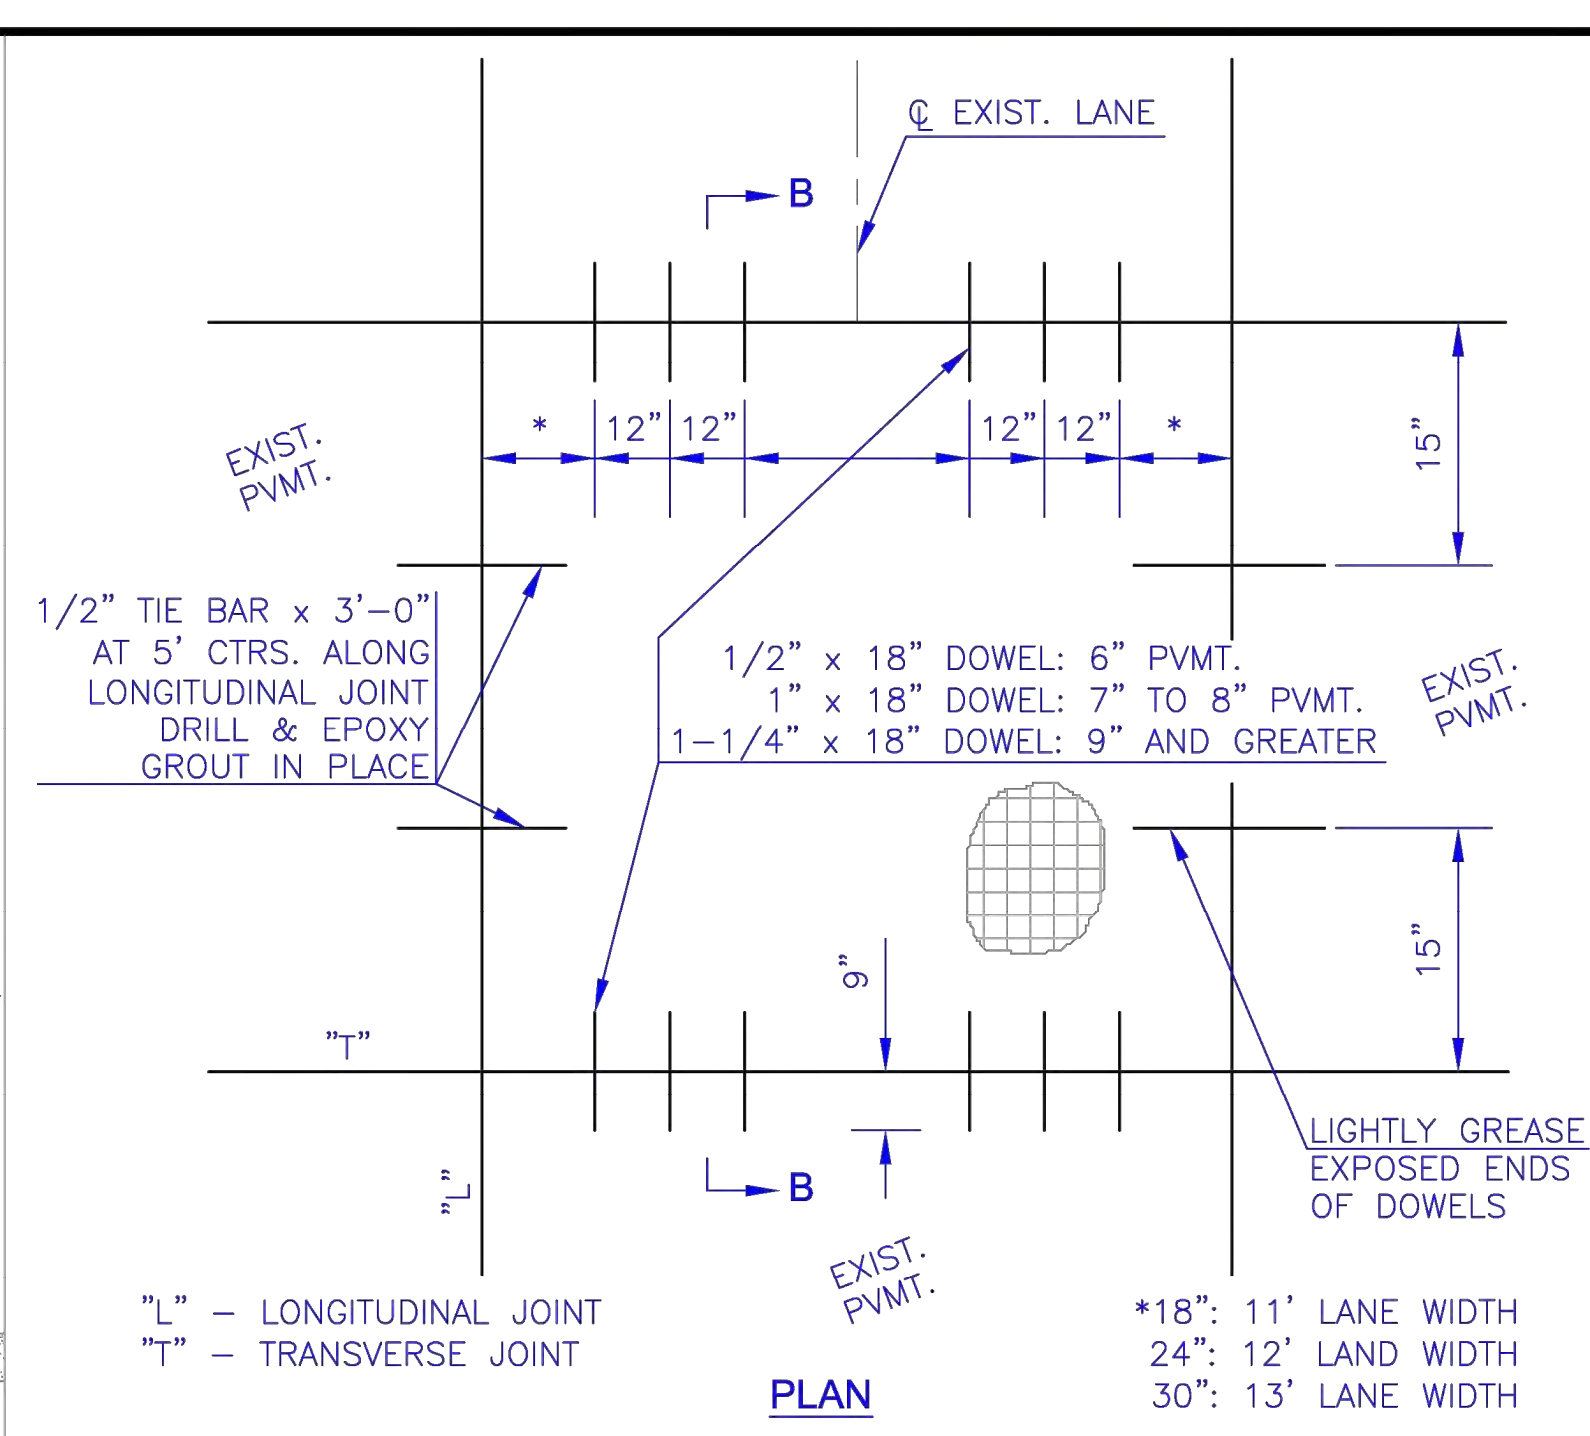 ℄ EXIST. LANE
B
* 12” 12” 12” 12” *
15”
EXIST.
PVMT.
1/2” TIE BAR x 3’-0”
AT 5’ CTRS. ALONG
LONGITUDINAL JOINT
DRILL & EPOXY
GROUT IN PLACE
1/2” x 18” DOWEL: 6” PVMT.
1” x 18” DOWEL: 7” TO 8” PVMT.
1-1/4” x 18” DOWEL: 9” AND GREATER
EXIST.
PVMT.
9”
15”
”T”
”L”
B
LIGHTLY GREASE
EXPOSED ENDS
OF DOWELS
EXIST.
PVMT.
”L” - LONGITUDINAL JOINT
”T” - TRANSVERSE JOINT
*18”: 11’ LANE WIDTH
24”: 12’ LAND WIDTH
30”: 13’ LANE WIDTH
PLAN